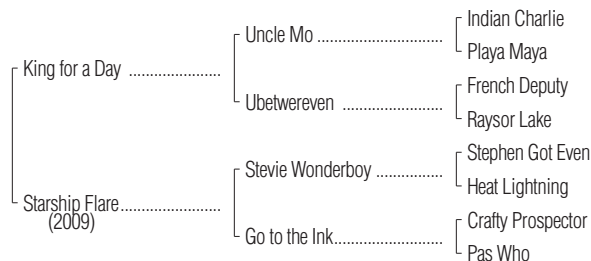 Indian Charlie
Uncle Mo ..............................
Playa Maya
King for a Day ......................
French Deputy
Ubetwereven ........................
Raysor Lake
Stephen Got Even
Stevie Wonderboy ................
Heat Lightning
Starship Flare........................
(2009)
Crafty Prospector
Go to the Ink..........................
Pas Who